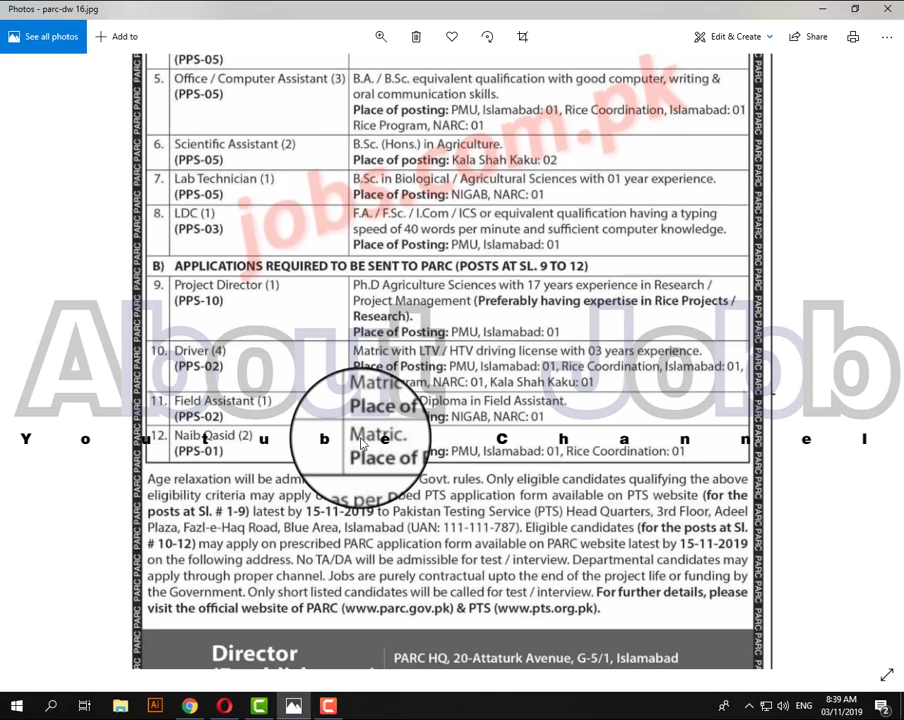 Photos - parc-dw 16.jpg
See all photos
Add to
Edit & Create
Share
(PPS-05)
5. Office / Computer Assistant (3) B.A. / B.Sc. equivalent qualification with good computer, writing &
(PPS-05) oral communication skills.
Place of posting: PMU, Islamabad: 01, Rice Coordination, Islamabad: 01
Rice Program, NARC: 01
6. Scientific Assistant (2) B.Sc. (Hons.) in Agriculture.
(PPS-05) Place of posting: Kala Shah Kaku: 02
7. Lab Technician (1) B.Sc. in Biological / Agricultural Sciences with 01 year experience.
(PPS-05) Place of Posting: NIGAB, NARC: 01
8. LDC (1) F.A. / F.Sc. / I.Com / ICS or equivalent qualification having a typing
(PPS-03) speed of 40 words per minute and sufficient computer knowledge.
Place of Posting: PMU, Islamabad: 01
B) APPLICATIONS REQUIRED TO BE SENT TO PARC (POSTS AT SL. 9 TO 12)
9. Project Director (1) Ph.D Agriculture Sciences with 17 years experience in Research /
(PPS-10) Project Management (Preferably having expertise in Rice Projects /
Research).
Place of Posting: PMU, Islamabad: 01
10. Driver (4) Matric with LTV / HTV driving license with 03 years experience.
(PPS-02) Place of Posting: PMU, Islamabad: 01, Rice Coordination, Islamabad: 01,
NARC: 01, Kala Shah Kaku: 01
11. Field Assistant (1) Matric Diploma in Field Assistant.
(PPS-02) Place of NIGAB, NARC: 01
12. Naib Qasid (2) Matric.
(PPS-01) Place of PMU, Islamabad: 01, Rice Coordination: 01
Age relaxation will be as per Govt. rules. Only eligible candidates qualifying the above
eligibility criteria may apply PTS application form available on PTS website (for the
posts at Sl. # 1-9) latest by 15-11-2019 to Pakistan Testing Service (PTS) Head Quarters, 3rd Floor, Adeel
Plaza, Fazl-e-Haq Road, Blue Area, Islamabad (UAN: 111-111-787). Eligible candidates (for the posts at Sl.
# 10-12) may apply on prescribed PARC application form available on PARC website latest by 15-11-2019
on the following address. No TA/DA will be admissible for test / interview. Departmental candidates may
apply through proper channel. Jobs are purely contractual upto the end of the project life or funding by
the Government. Only short listed candidates will be called for test / interview. For further details, please
visit the official website of PARC (www.parc.gov.pk) & PTS (www.pts.org.pk).
Director
PARC HQ, 20-Attaturk Avenue, G-5/1, Islamabad
jobs.com.pk
About Jobb
Youtube Channel
PARC PARC PARC PARC PARC PARC PARC PARC
8:39 AM
03/11/2019
2